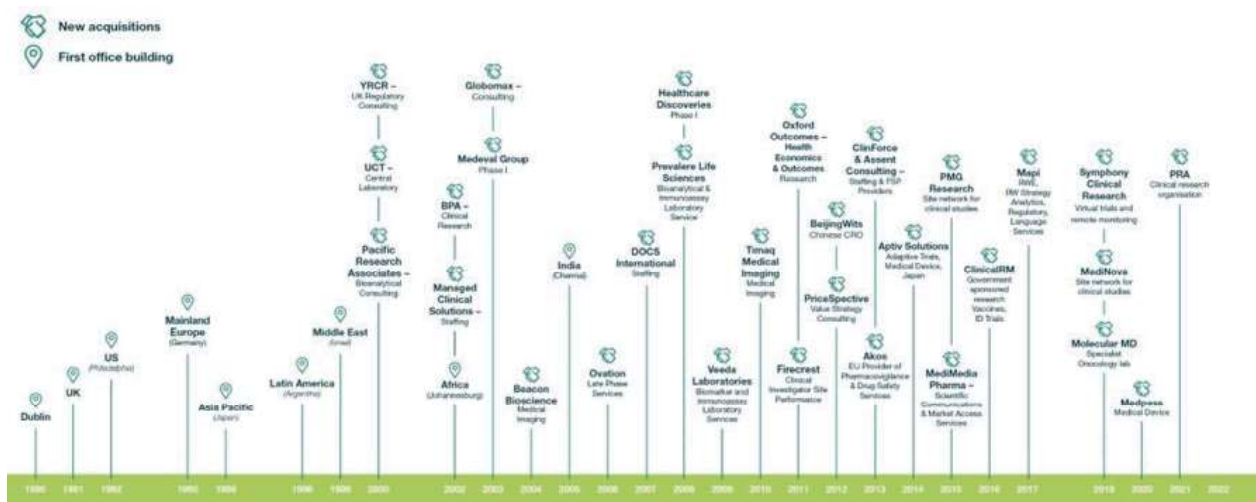 New acquisitions
First office building
YRCR –
UK Regulatory
Consulting
UCT –
Central
Laboratory
Pacific
Research
Associates –
Bioanalytical
Consulting
Globomax –
Consulting
Medeval Group
Phase I
Healthcare
Discoveries
Phase I
Prevalere Life
Sciences
Bioanalytical &
Immunoassay
Laboratory
Service
Oxford
Outcomes –
Health
Economics
& Outcomes
Research
ClinForce
& Assent
Consulting –
Staffing & FSP
Providers
PMG
Research
Site network for
clinical studies
Mapi
RWE,
RW Strategy
Analytics,
Regulatory,
Language
Services
Symphony
Clinical
Research
Virtual trials and
remote monitoring
PRA
Clinical research
organisation
BPA –
Clinical
Research
Managed
Clinical
Solutions –
Staffing
Africa
(Johannesburg)
India
(Chennai)
DOCS
International
Staffing
Timaq
Medical
Imaging
Medical
Imaging
BeijingWits
Chinese CRO
PriceSpective
Value Strategy
Consulting
Aptiv Solutions
Adaptive Trials,
Medical Device,
Japan
ClinicalRM
Government
sponsored
research
Vaccines,
ID Trials
MediNova
Site network for
clinical studies
Molecular MD
Specialist
Oncology lab
Mainland
Europe
(Germany)
Middle East
(Israel)
US
(Philadelphia)
UK
Dublin
Asia Pacific
(Japan)
Latin America
(Argentina)
Beacon
Bioscience
Medical
Imaging
Ovation
Late Phase
Services
Veeda
Laboratories
Biomarker and
Immunoassay
Laboratory
Services
Firecrest
Clinical
Investigator Site
Performance
Akos
EU Provider of
Pharmacovigilance
& Drug Safety
Services
MediMedia
Pharma –
Scientific
Communications
& Market Access
Services
Medpass
Medical Device
1990 1991 1992 1995 1996 2000 2002 2003 2004 2005 2006 2007 2008 2009 2010 2011 2012 2013 2014 2015 2016 2017 2019 2020 2021 2022